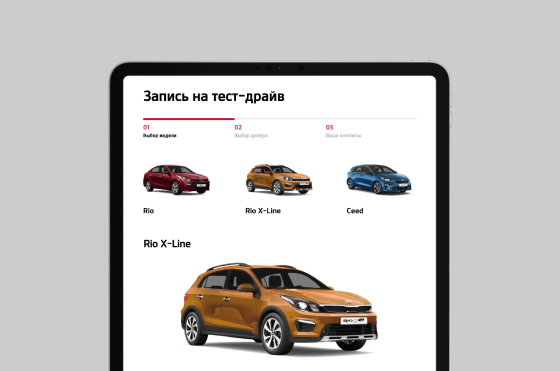 Запись на тест-драйв
01 02 03
Выбор модели Выбор дилера Ваши контакты
Rio Rio X-Line Ceed
Rio X-Line